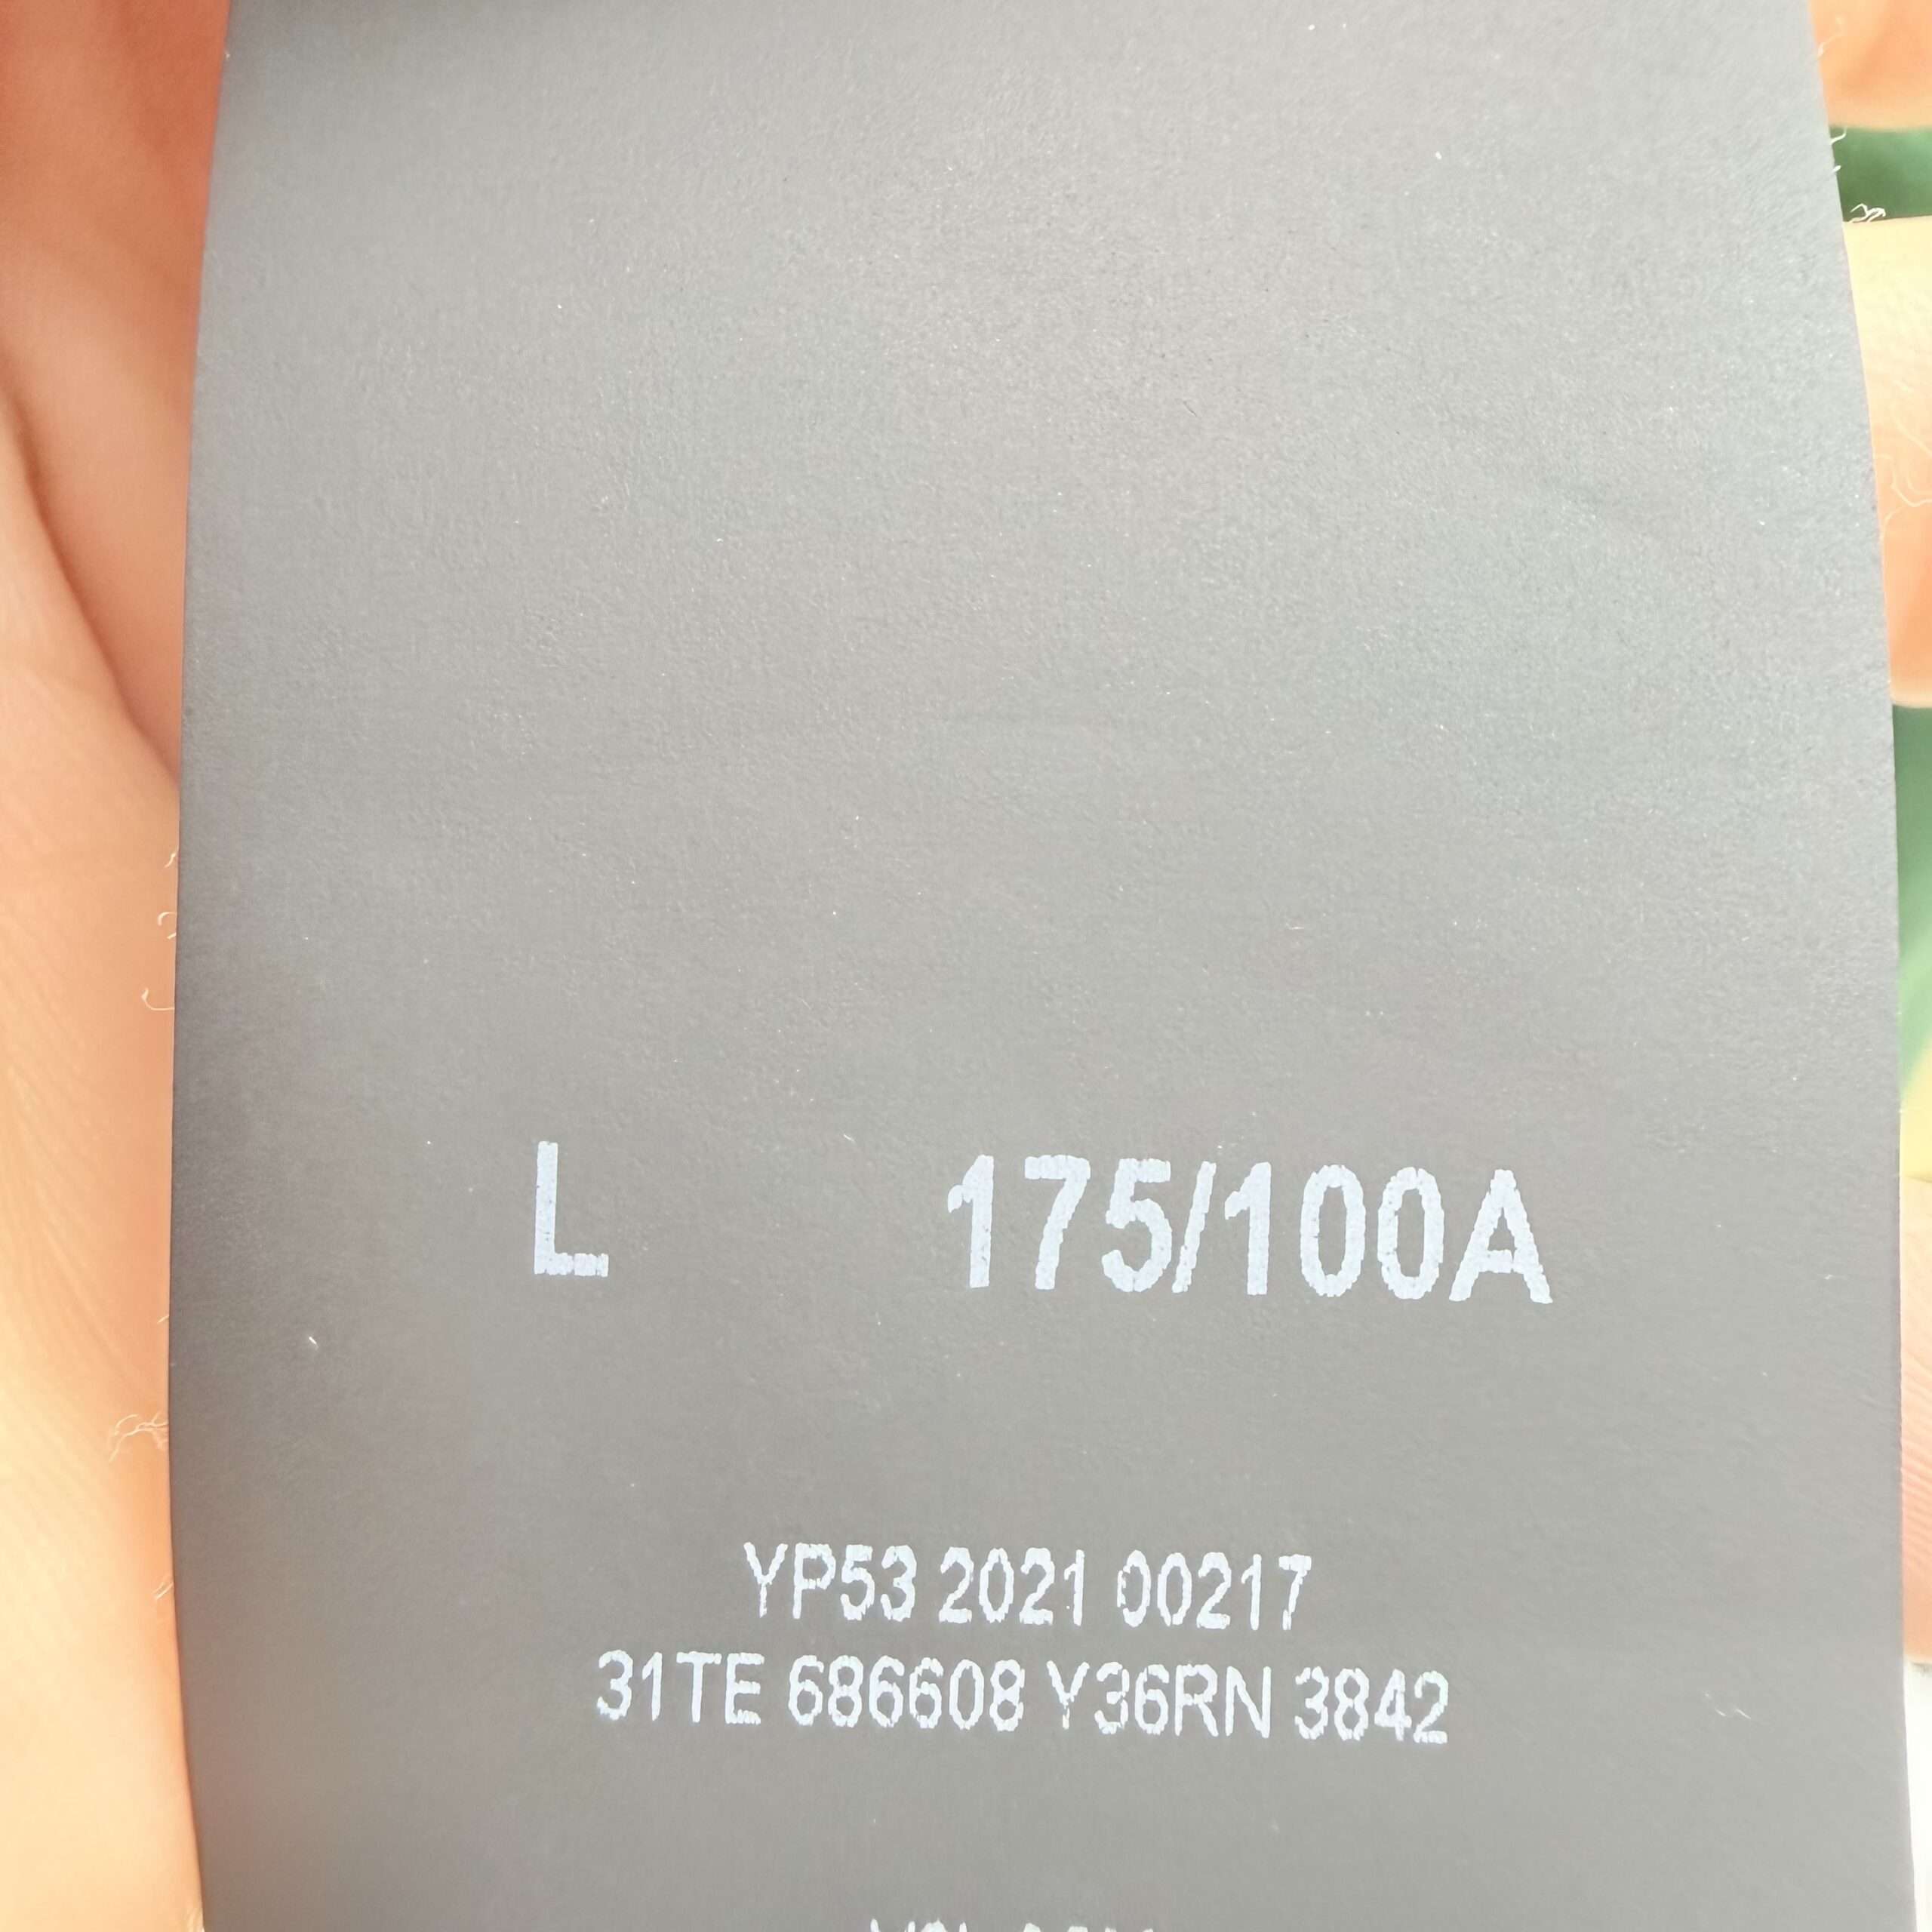 L 175/100A
YP53 2021 00217
31TE 686608 Y36RN 3842